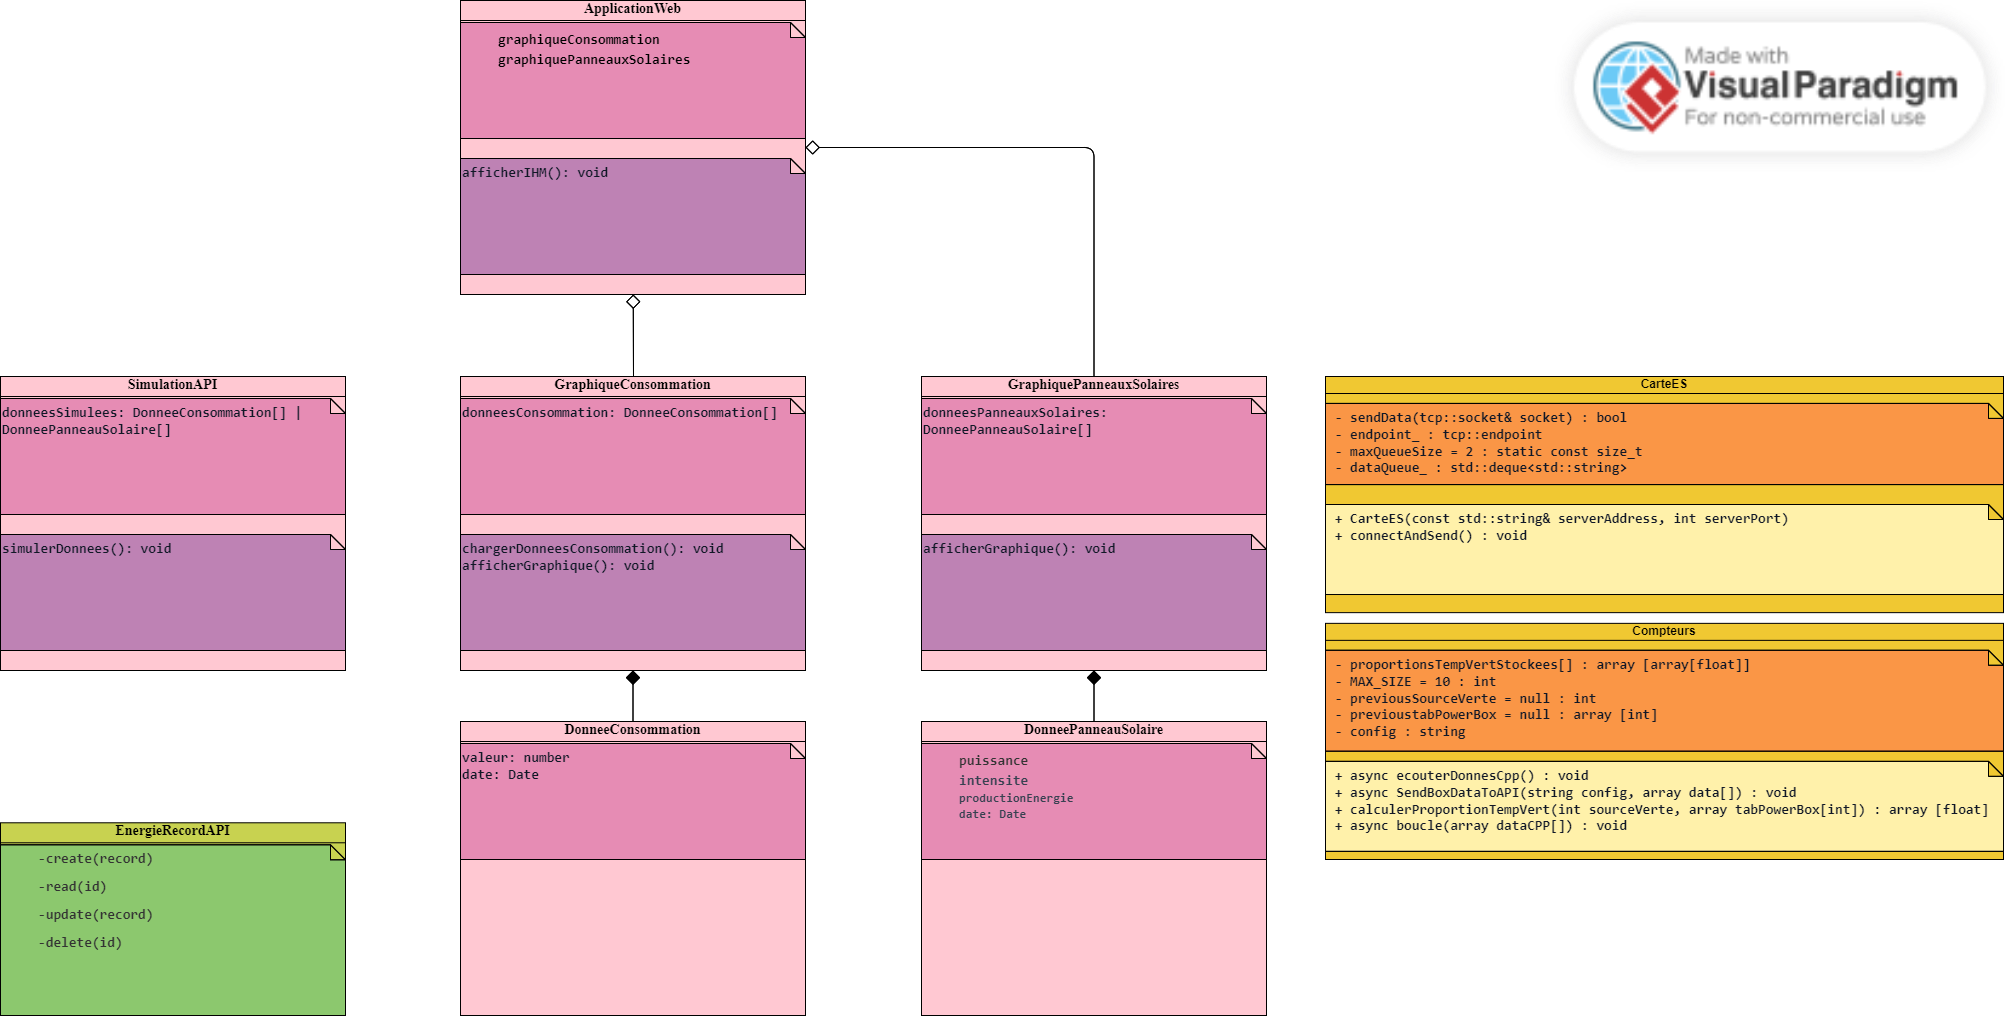 ApplicationWeb
graphiqueConsommation
graphiquePanneauxSolaires
afficherIHM(): void
Made with
Visual Paradigm
For non-commercial use
SimulationAPI
donneesSimulees: DonneeConsommation[] |
DonneePanneauSolaire[]
simulerDonnees(): void
GraphiqueConsommation
donneesConsommation: DonneeConsommation[]
chargerDonneesConsommation(): void
afficherGraphique(): void
GraphiquePanneauxSolaires
donneesPanneauxSolaires:
DonneePanneauSolaire[]
afficherGraphique(): void
CarteES
- sendData(tcp::socket& socket) : bool
- endpoint_ : tcp::endpoint
- maxQueueSize = 2 : static const size_t
- dataQueue_ : std::deque<std::string>
+ CarteES(const std::string& serverAddress, int serverPort)
+ connectAndSend() : void
Compteurs
- proportionsTempVertStockees[] : array [array[float]]
- MAX_SIZE = 10 : int
- previousSourceVerte = null : int
- previoustabPowerBox = null : array [int]
- config : string
+ async ecouterDonnesCpp() : void
+ async SendBoxDataToAPI(string config, array data[]) : void
+ calculerProportionTempVert(int sourceVerte, array tabPowerBox[int]) : array [float]
+ async boucle(array dataCPP[]) : void
DonneeConsommation
valeur: number
date: Date
DonneePanneauSolaire
puissance
intensite
productionEnergie
date: Date
EnergieRecordAPI
-create(record)
-read(id)
-update(record)
-delete(id)